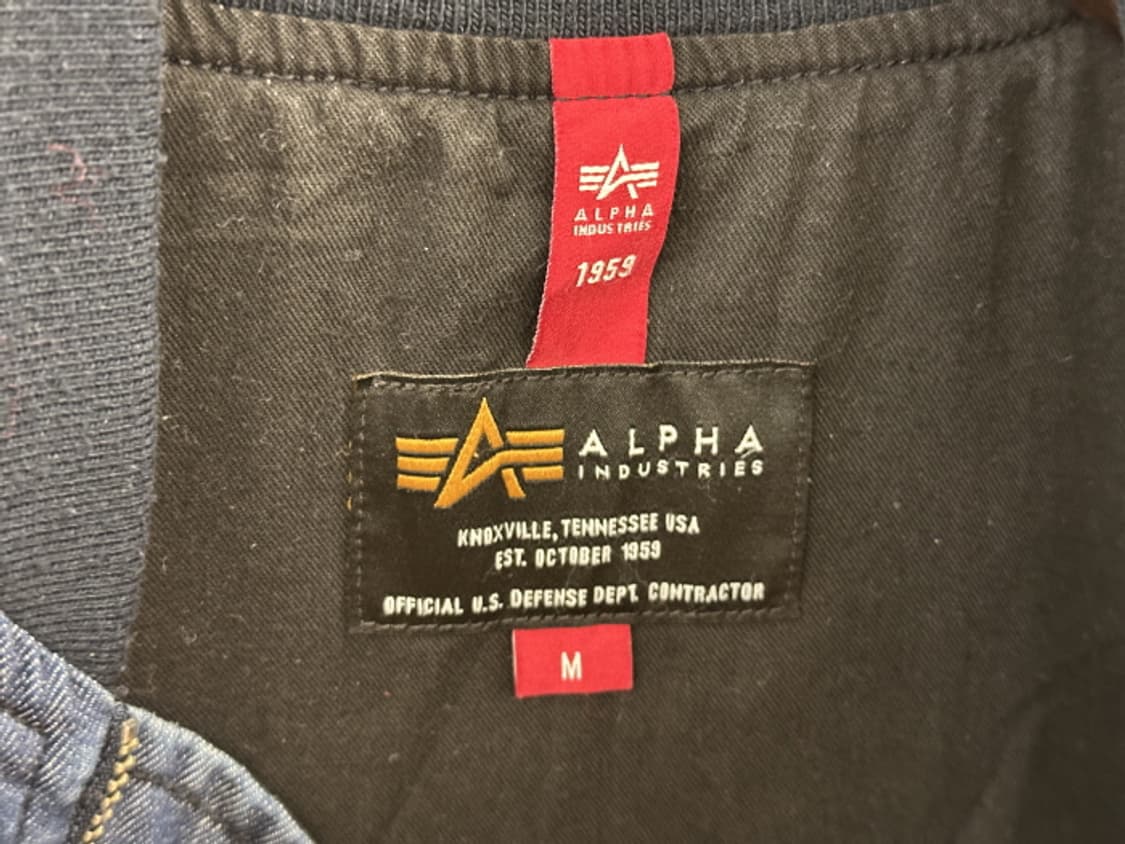 ALPHA
INDUSTRIES
1959
ALPHA
INDUSTRIES
KNOXVILLE, TENNESSEE USA
EST. OCTOBER 1959
OFFICIAL U.S. DEFENSE DEPT. CONTRACTOR
M